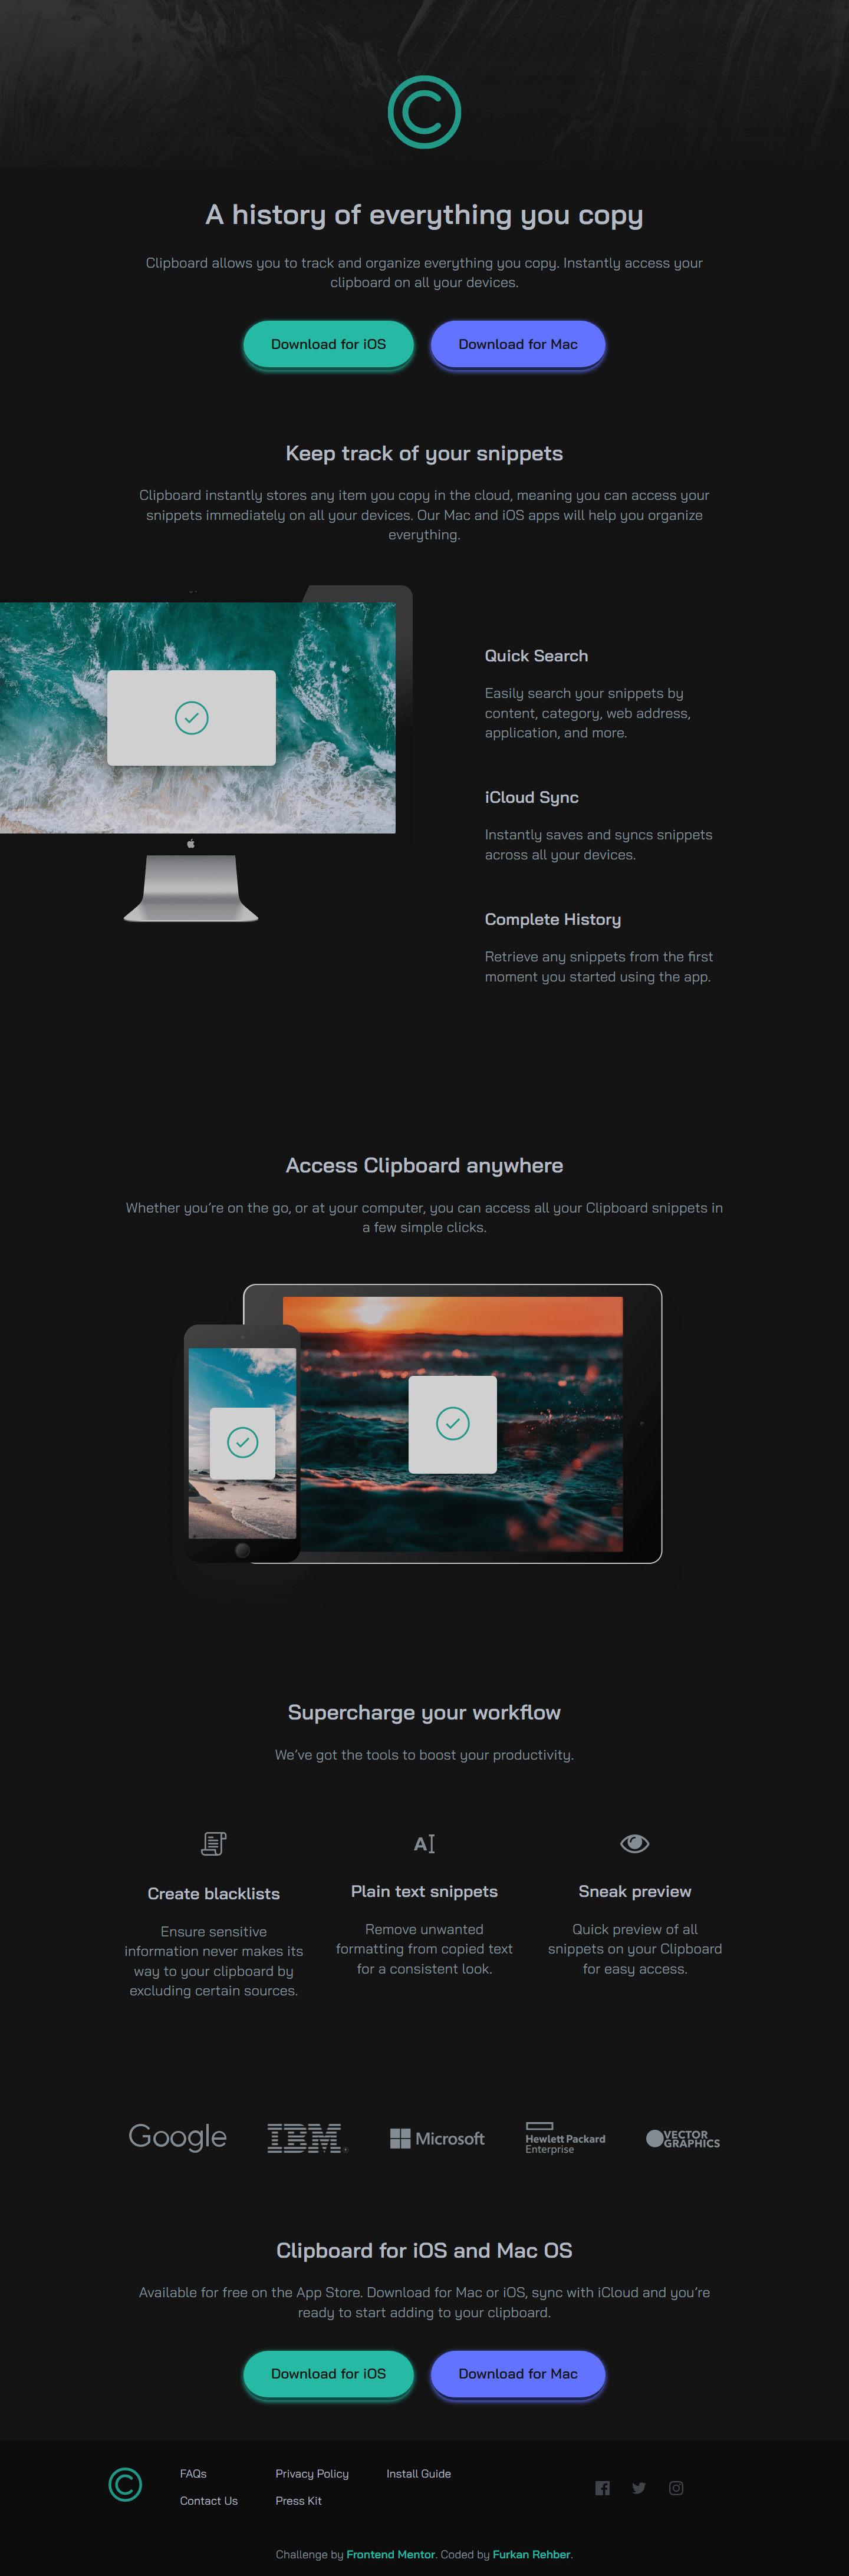 A history of everything you copy
Clipboard allows you to track and organize everything you copy. Instantly access your
clipboard on all your devices.
Download for iOS
Download for Mac
Keep track of your snippets
Clipboard instantly stores any item you copy in the cloud, meaning you can access your
snippets immediately on all your devices. Our Mac and iOS apps will help you organize
everything.
Quick Search
Easily search your snippets by
content, category, web address,
application, and more.
iCloud Sync
Instantly saves and syncs snippets
across all your devices.
Complete History
Retrieve any snippets from the first
moment you started using the app.
Access Clipboard anywhere
Whether you’re on the go, or at your computer, you can access all your Clipboard snippets in
a few simple clicks.
Supercharge your workflow
We’ve got the tools to boost your productivity.
Create blacklists
Ensure sensitive
information never makes its
way to your clipboard by
excluding certain sources.
Plain text snippets
Remove unwanted
formatting from copied text
for a consistent look.
Sneak preview
Quick preview of all
snippets on your Clipboard
for easy access.
Google
IBM
Microsoft
Hewlett Packard
Enterprise
VECTOR
GRAPHICS
Clipboard for iOS and Mac OS
Available for free on the App Store. Download for Mac or iOS, sync with iCloud and you’re
ready to start adding to your clipboard.
Download for iOS
Download for Mac
FAQs
Contact Us
Privacy Policy
Press Kit
Install Guide
Challenge by Frontend Mentor. Coded by Furkan Rehber.